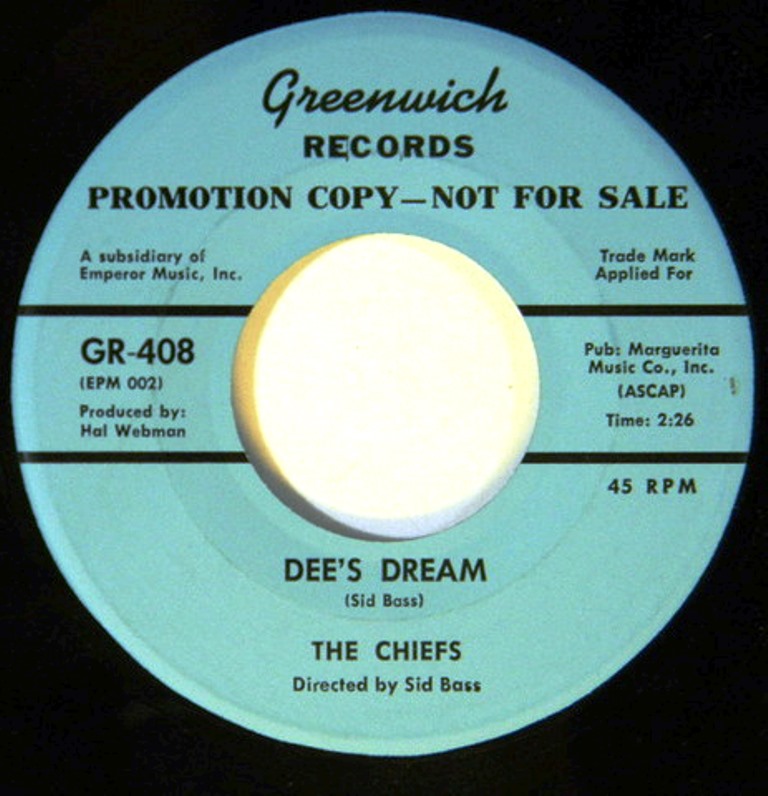 Greenwich
RECORDS
PROMOTION COPY—NOT FOR SALE
A subsidiary of
Emperor Music, Inc.
Trade Mark
Applied For
GR-408
(EPM 002)
Produced by:
Hal Webman
Pub: Marguerita
Music Co., Inc.
(ASCAP)
Time: 2:26
45 RPM
DEE'S DREAM
(Sid Bass)
THE CHIEFS
Directed by Sid Bass